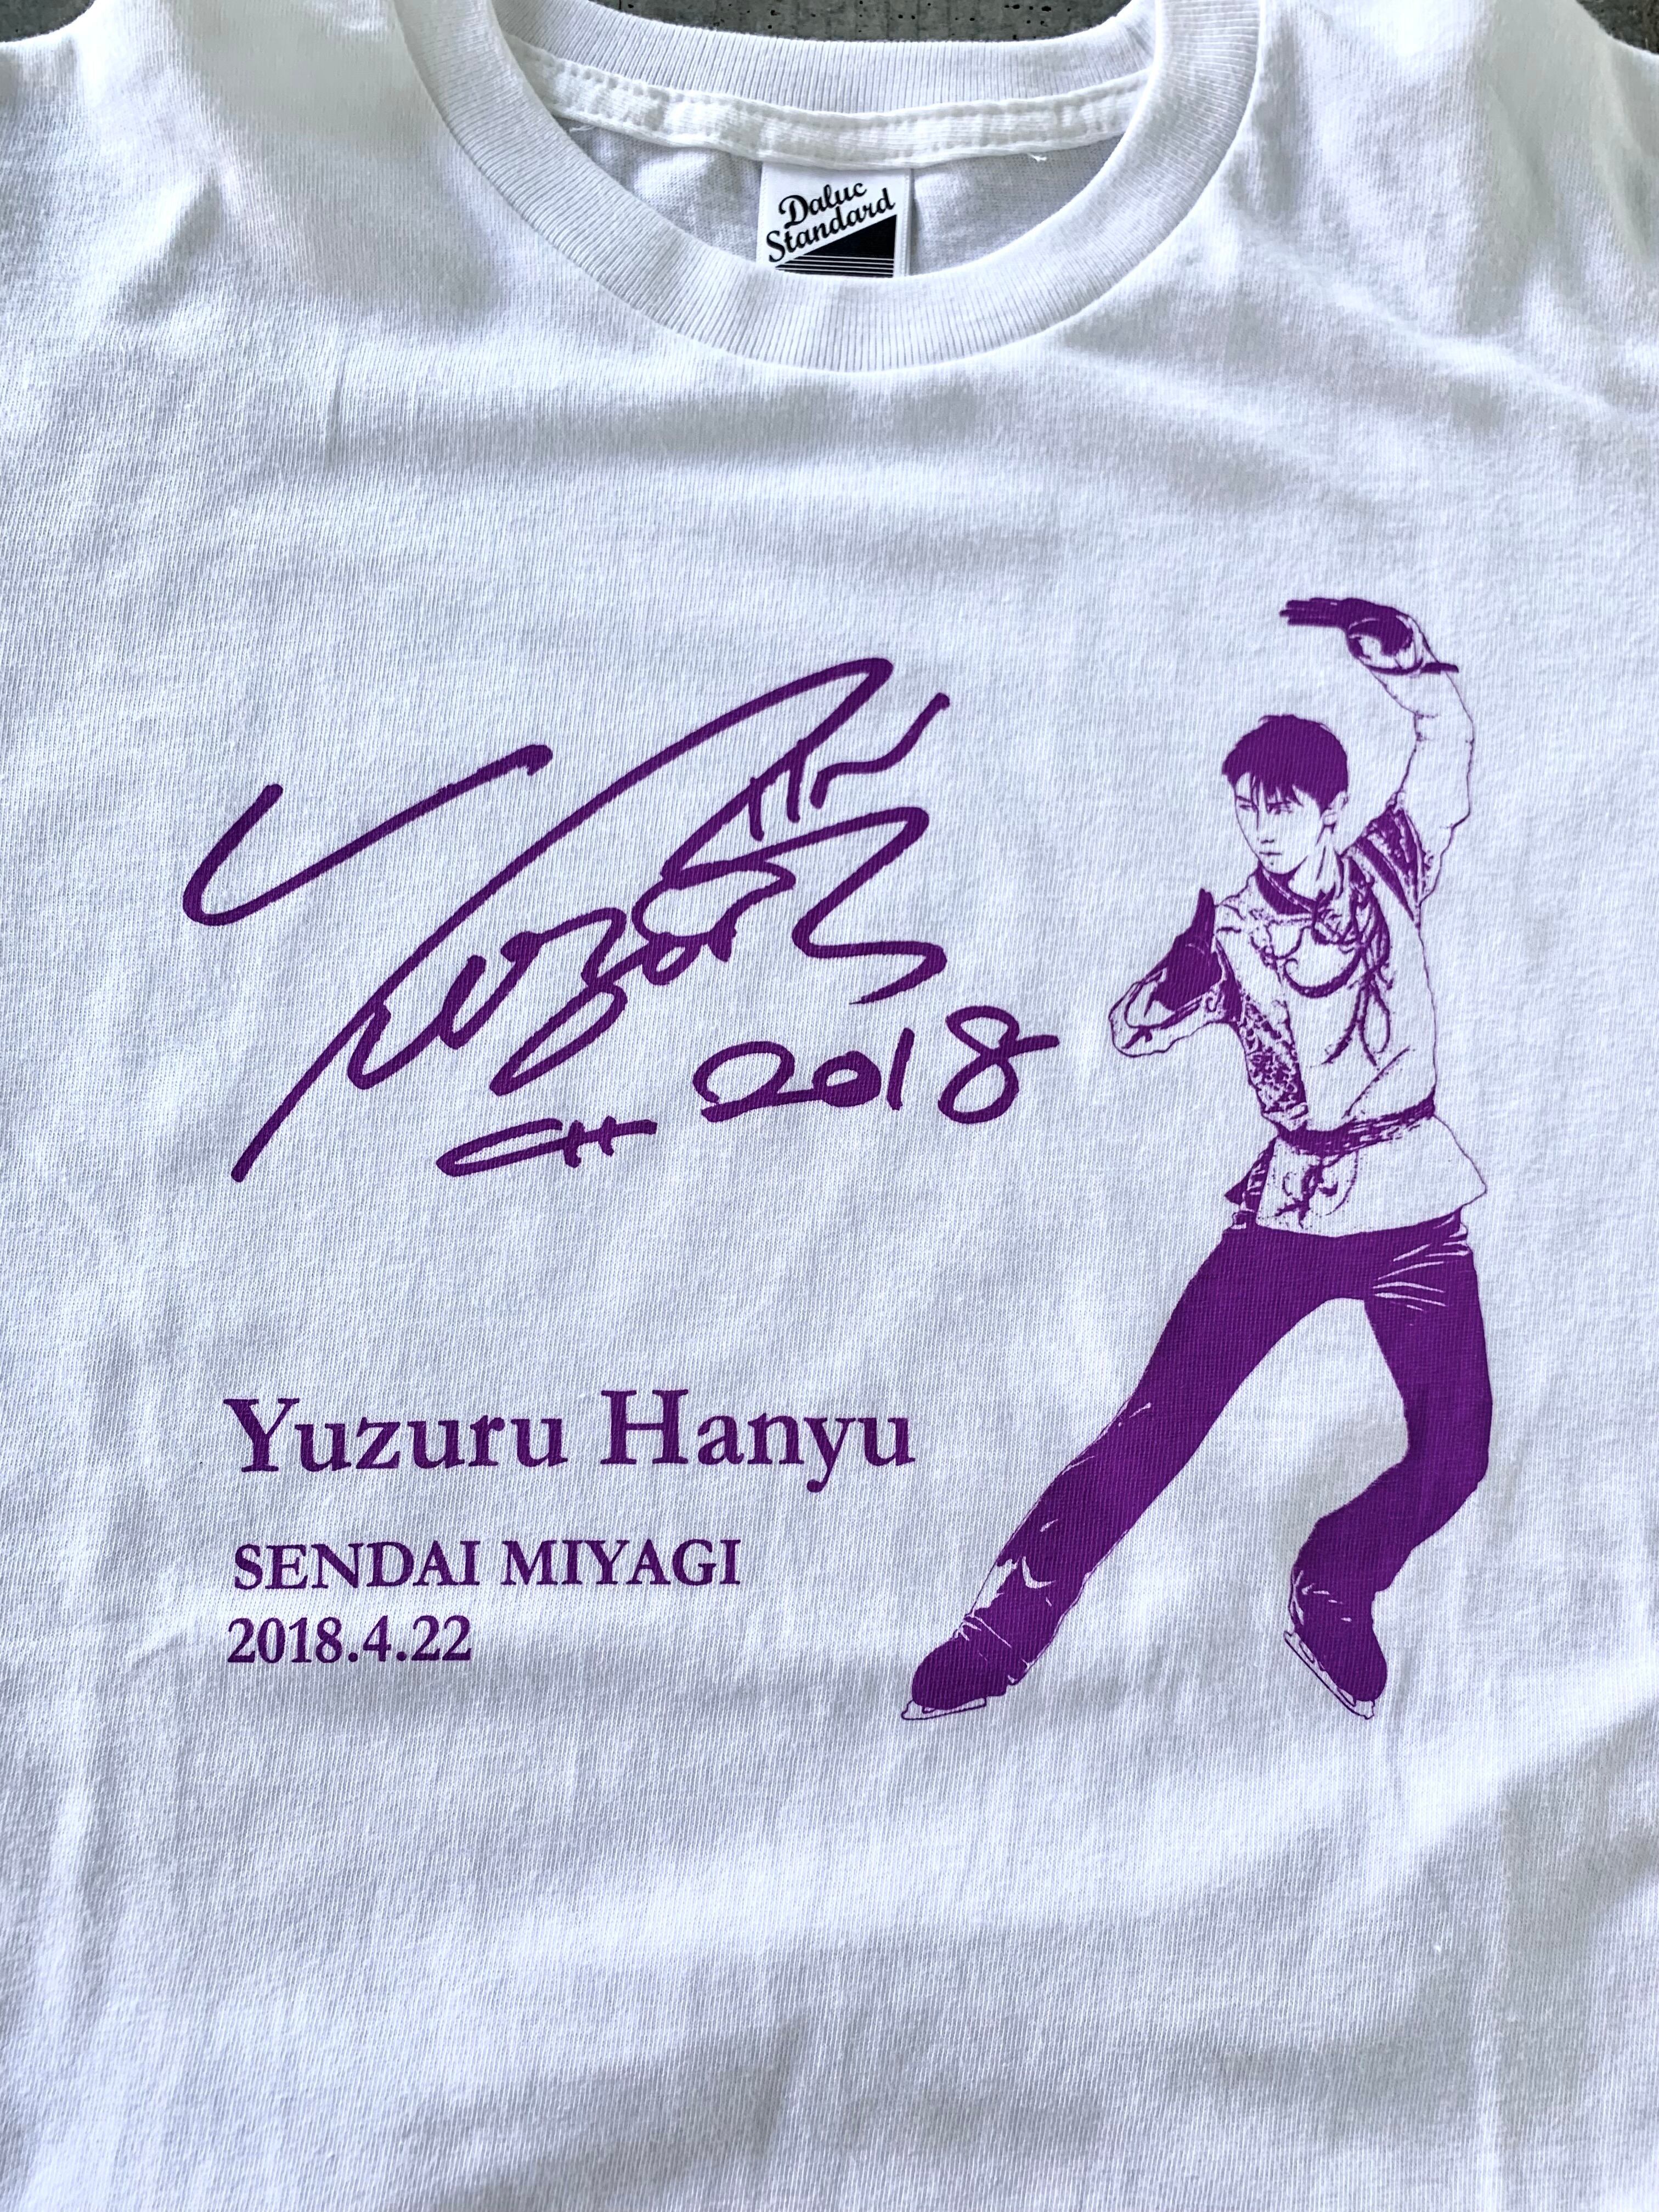 Daluc
Standard
Yuzuru
2018
Yuzuru Hanyu
SENDAI MIYAGI
2018.4.22